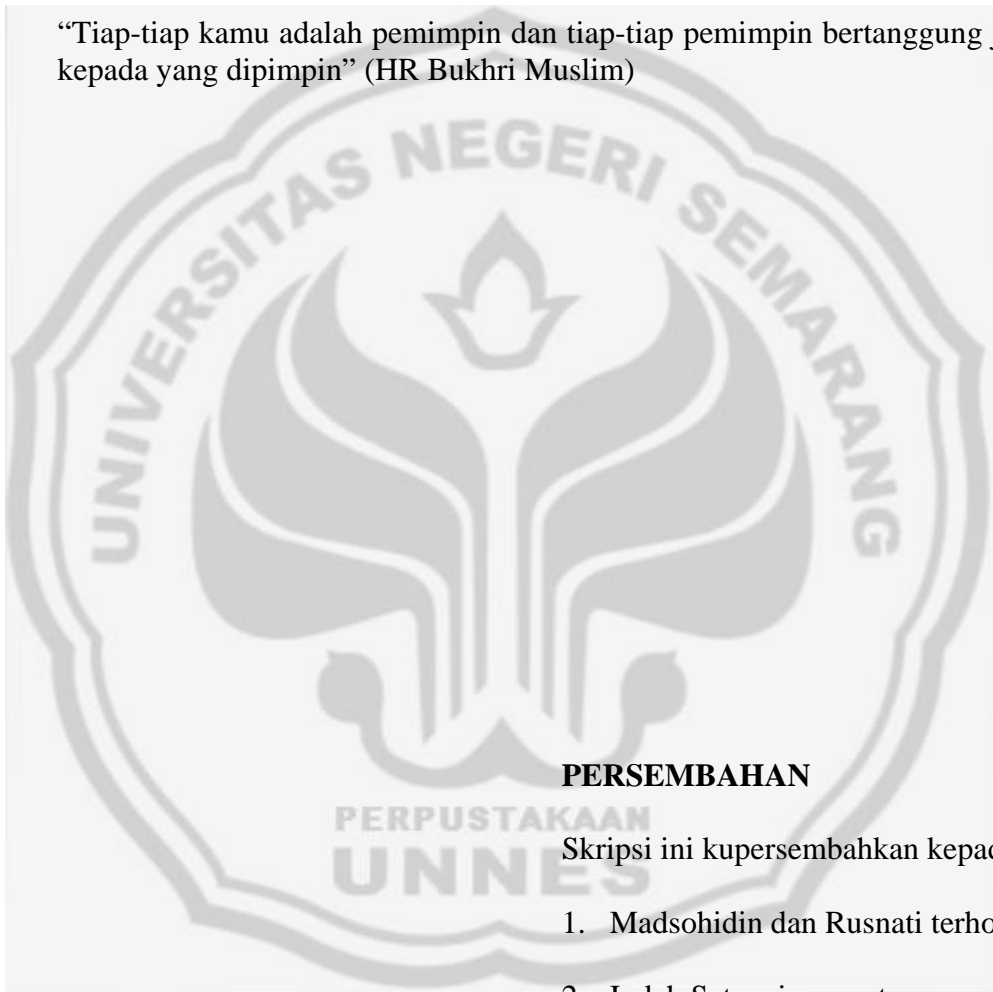 “Tiap-tiap kamu adalah pemimpin dan tiap-tiap pemimpin bertanggung
kepada yang dipimpin” (HR Bukhri Muslim)
UNIVERSITAS NEGERI SEMARANG
PERSEMBAHAN
PERPUSTAKAAN
UNNES
Skripsi ini kupersembahkan
1. Madsohidin dan Rusnati